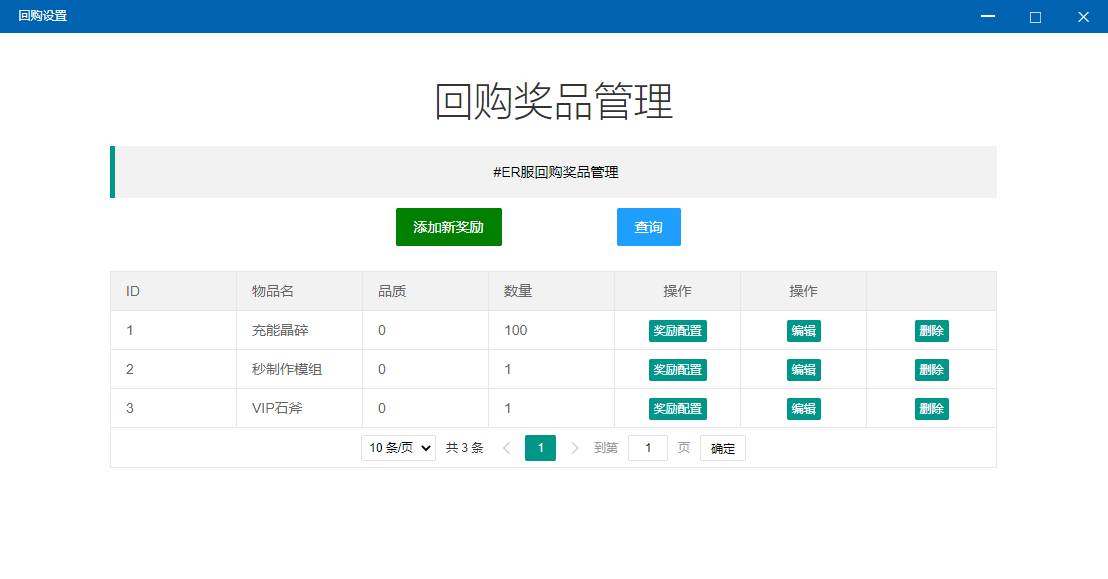 回购设置
回购奖品管理
#ER服回购奖品管理
添加新奖励 查询
ID 物品名 品质 数量 操作 操作
1 充能晶碎 0 100 奖励配置 编辑 删除
2 秒制作模组 0 1 奖励配置 编辑 删除
3 VIP石斧 0 1 奖励配置 编辑 删除
10 条/页 共 3 条 1 到第 1 页 确定